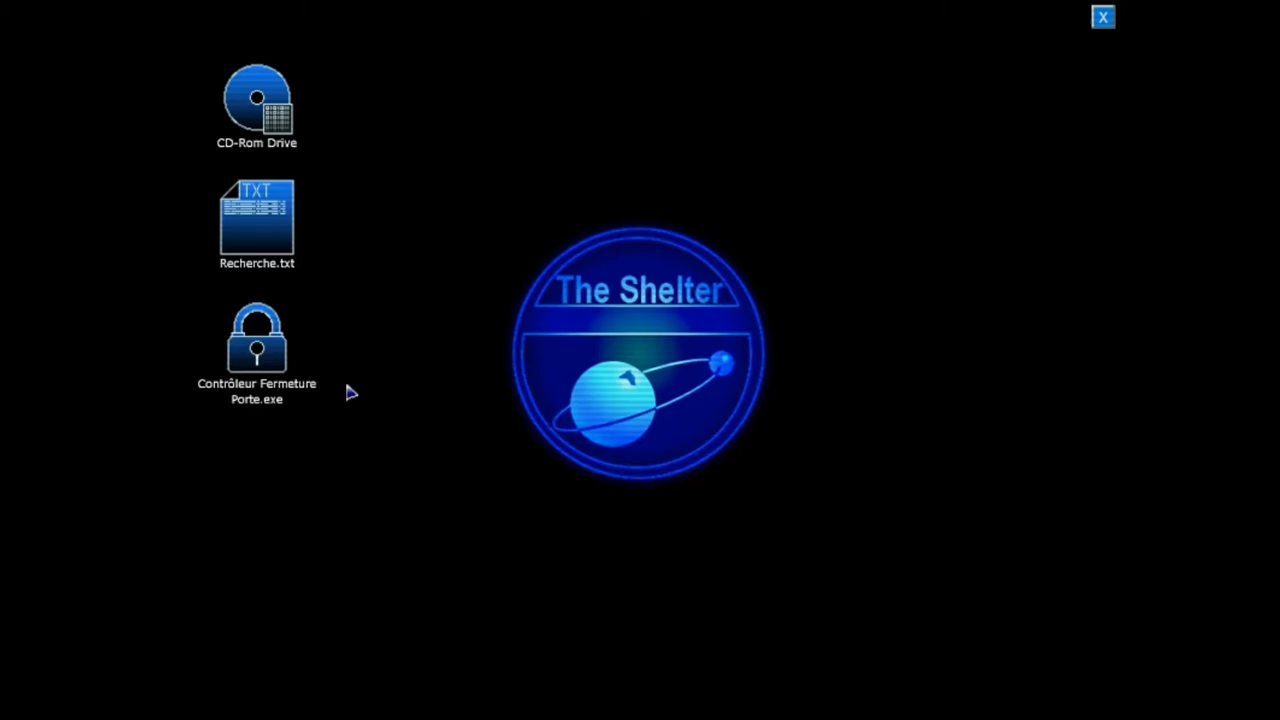 X
CD-Rom Drive
TXT
Recherche.txt
The Shelter
Contrôleur Fermeture
Porte.exe